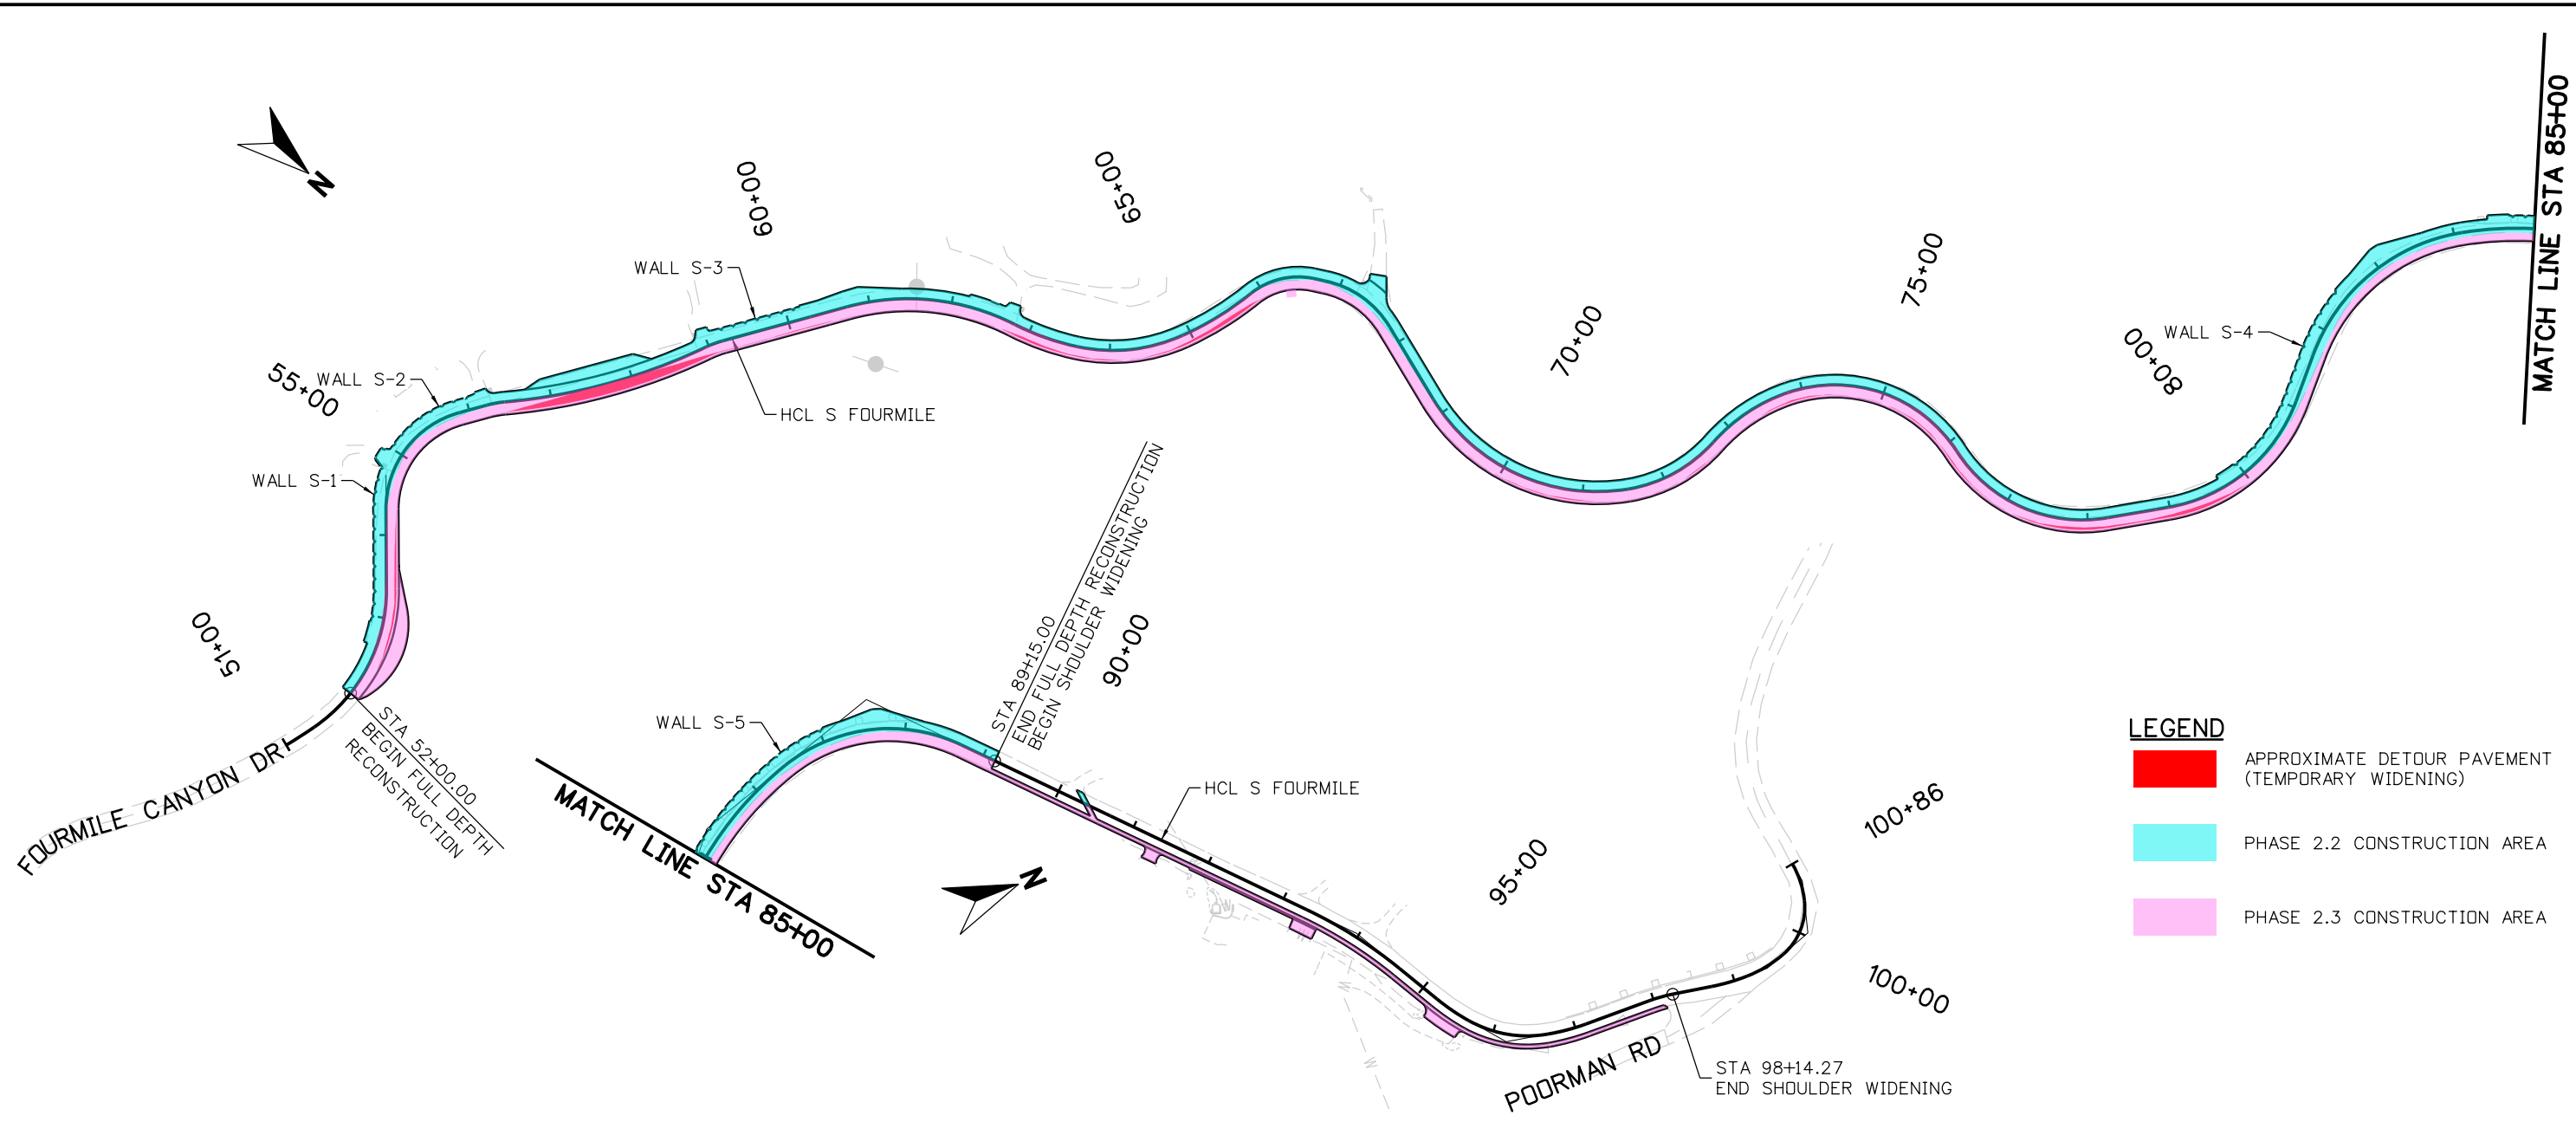 MATCH LINE STA 85+00
N
60+00
65+00
WALL S-3
75+00
70+00
80+00
WALL S-4
55+00
WALL S-2
HCL S FOURMILE
WALL S-1
51+00
STA 52+00.00
BEGIN FULL DEPTH
RECONSTRUCTION
FOURMILE CANYON DR
STA 89+15.00
END FULL DEPTH RECONSTRUCTION
BEGIN SHOULDER WIDENING
90+00
WALL S-5
MATCH LINE STA 85+00
HCL S FOURMILE
N
95+00
100+86
100+00
W
W
POORMAN RD
STA 98+14.27
END SHOULDER WIDENING
LEGEND
APPROXIMATE DETOUR PAVEMENT
(TEMPORARY WIDENING)
PHASE 2.2 CONSTRUCTION AREA
PHASE 2.3 CONSTRUCTION AREA